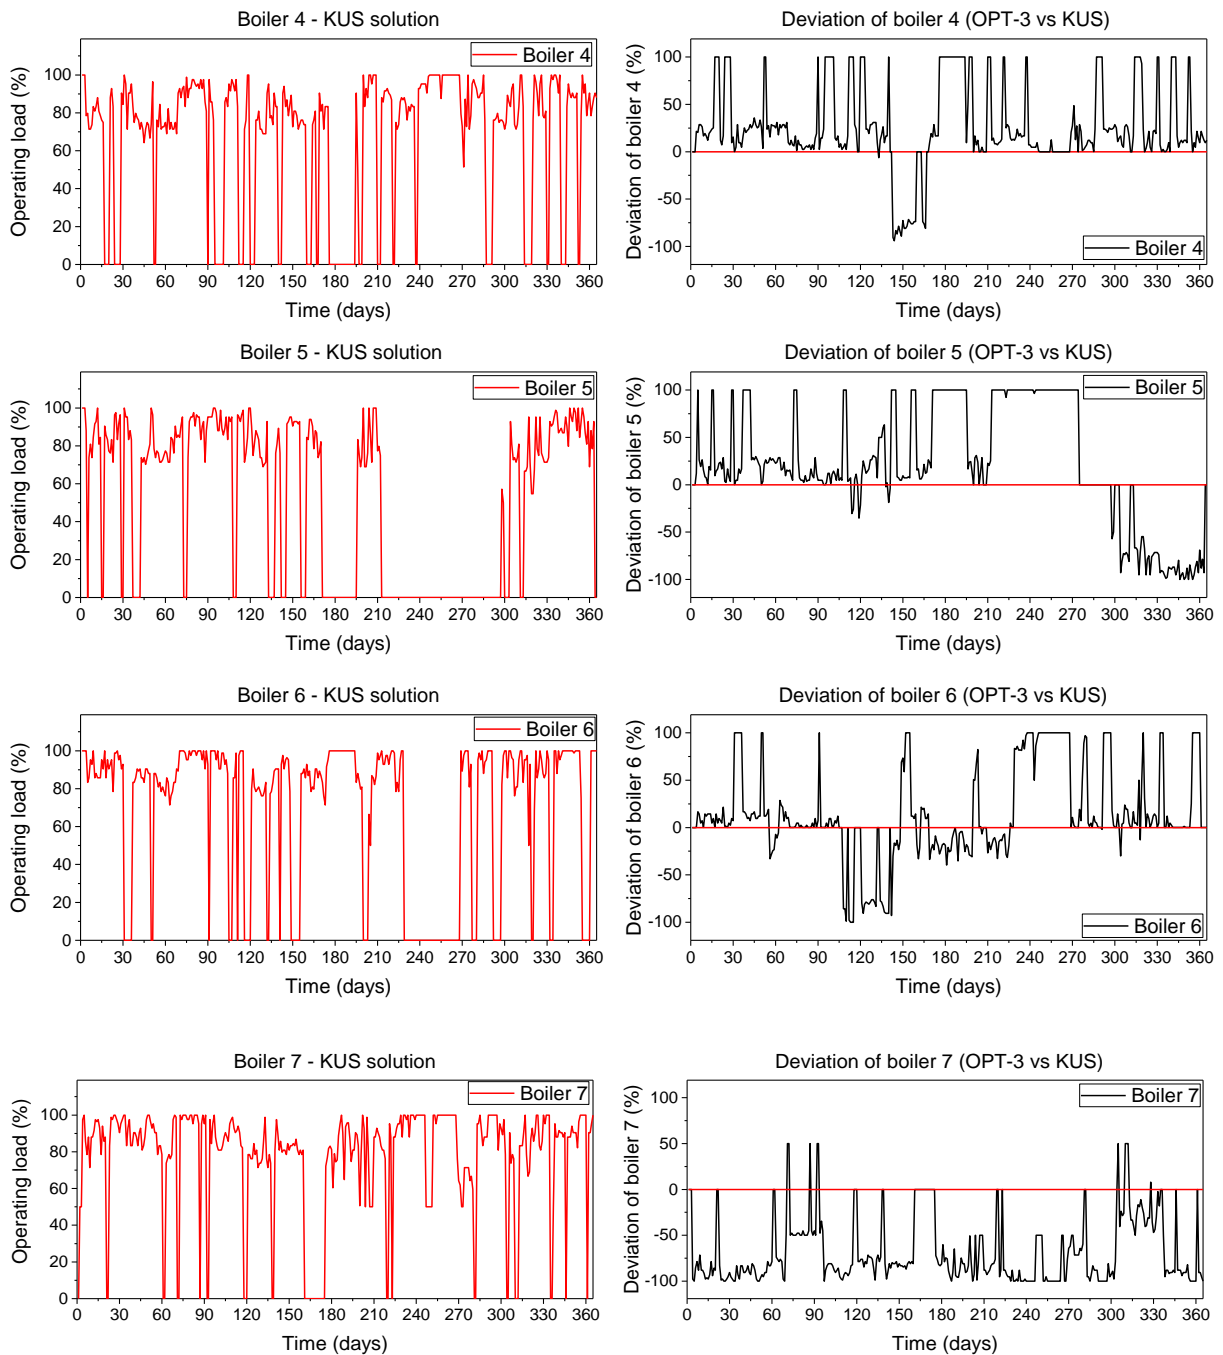 Boiler 4 - KUS solution
Boiler 4
Operating load (%)
100
80
60
40
20
0
0 30 60 90 120 150 180 210 240 270 300 330 360
Time (days)
Deviation of boiler 4 (OPT-3 vs KUS)
Deviation of boiler 4 (%)
100
50
0
-50
-100
Boiler 4
0 30 60 90 120 150 180 210 240 270 300 330 360
Time (days)
Boiler 5 - KUS solution
Boiler 5
Operating load (%)
100
80
60
40
20
0
0 30 60 90 120 150 180 210 240 270 300 330 360
Time (days)
Deviation of boiler 5 (OPT-3 vs KUS)
Boiler 5
Deviation of boiler 5 (%)
100
50
0
-50
-100
0 30 60 90 120 150 180 210 240 270 300 330 360
Time (days)
Boiler 6 - KUS solution
Boiler 6
Operating load (%)
100
80
60
40
20
0
0 30 60 90 120 150 180 210 240 270 300 330 360
Time (days)
Deviation of boiler 6 (OPT-3 vs KUS)
Deviation of boiler 6 (%)
100
50
0
-50
-100
Boiler 6
0 30 60 90 120 150 180 210 240 270 300 330 360
Time (days)
Boiler 7 - KUS solution
Boiler 7
Operating load (%)
100
80
60
40
20
0
0 30 60 90 120 150 180 210 240 270 300 330 360
Time (days)
Deviation of boiler 7 (OPT-3 vs KUS)
Boiler 7
Deviation of boiler 7 (%)
100
50
0
-50
-100
0 30 60 90 120 150 180 210 240 270 300 330 360
Time (days)